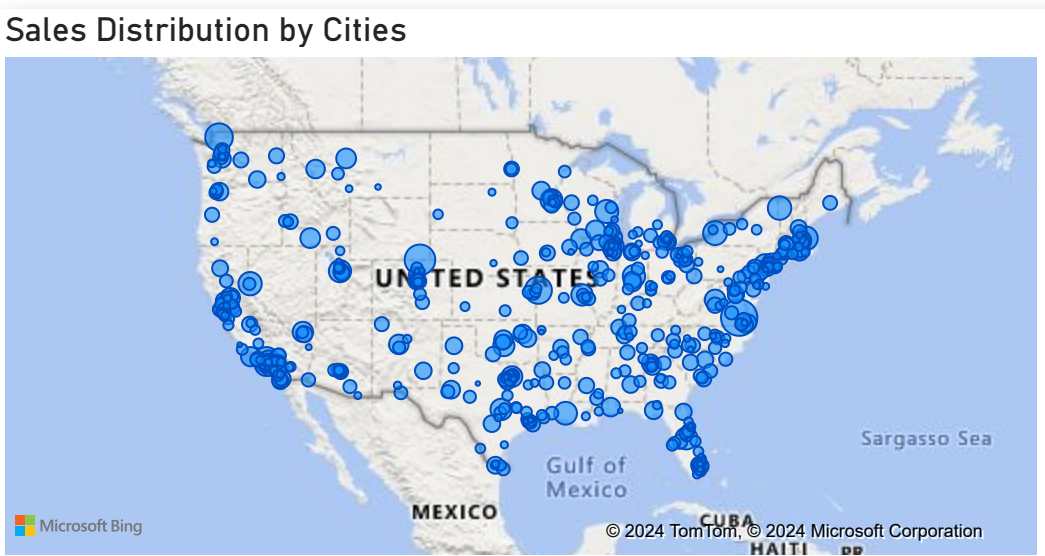 Sales Distribution by Cities
UNITED STATES
Sargasso Sea
Gulf of
Mexico
MEXICO
Microsoft Bing
CUBA
© 2024 TomTom, © 2024 Microsoft Corporation
HAITI PR